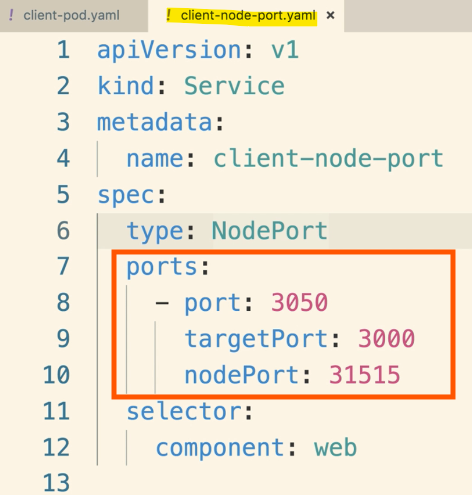 ! client-pod.yaml ! client-node-port.yaml ×
1 apiVersion: v1
2 kind: Service
3 metadata:
4 name: client-node-port
5 spec:
6 type: NodePort
7 ports:
8 - port: 3050
9 targetPort: 3000
10 nodePort: 31515
11 selector:
12 component: web
13